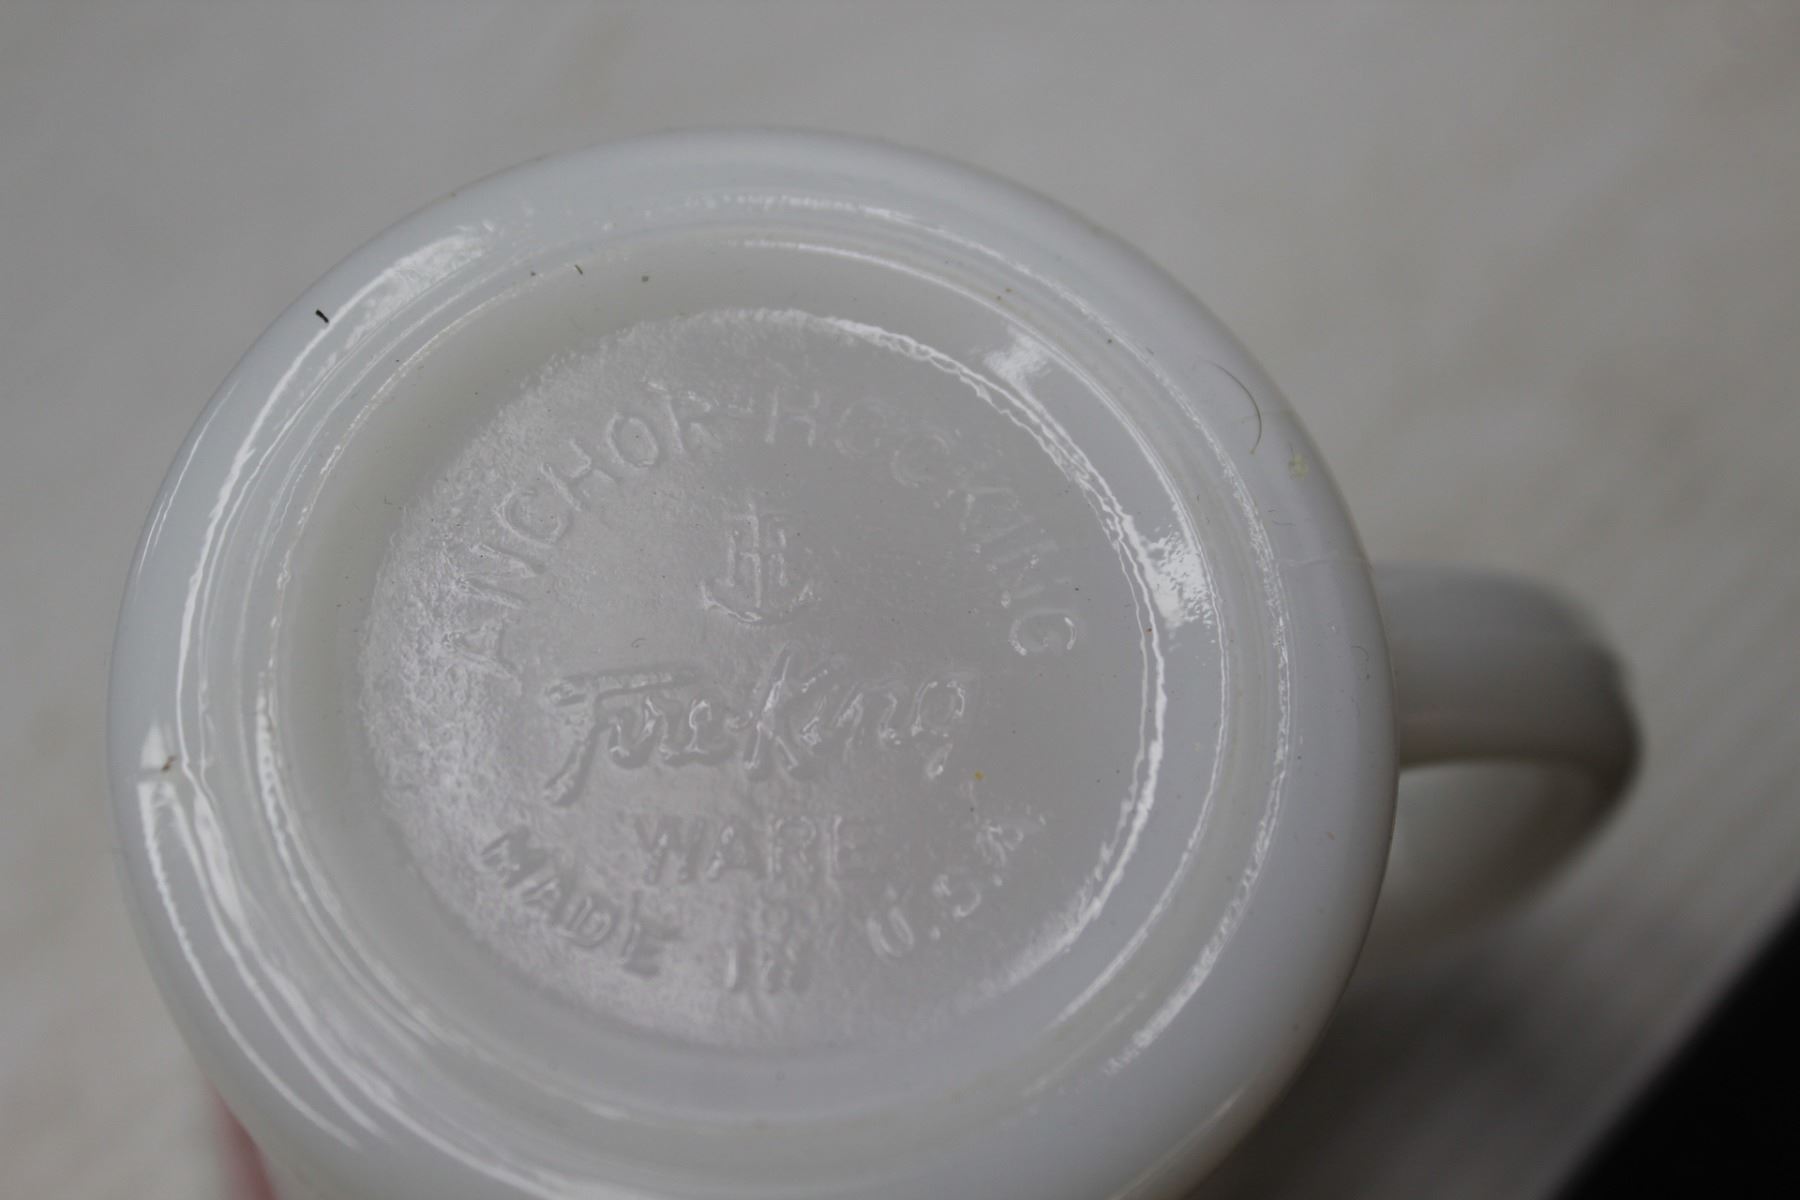 ANCHOR-HOCKING
Fire-King
WARE
MADE IN U.S.A.